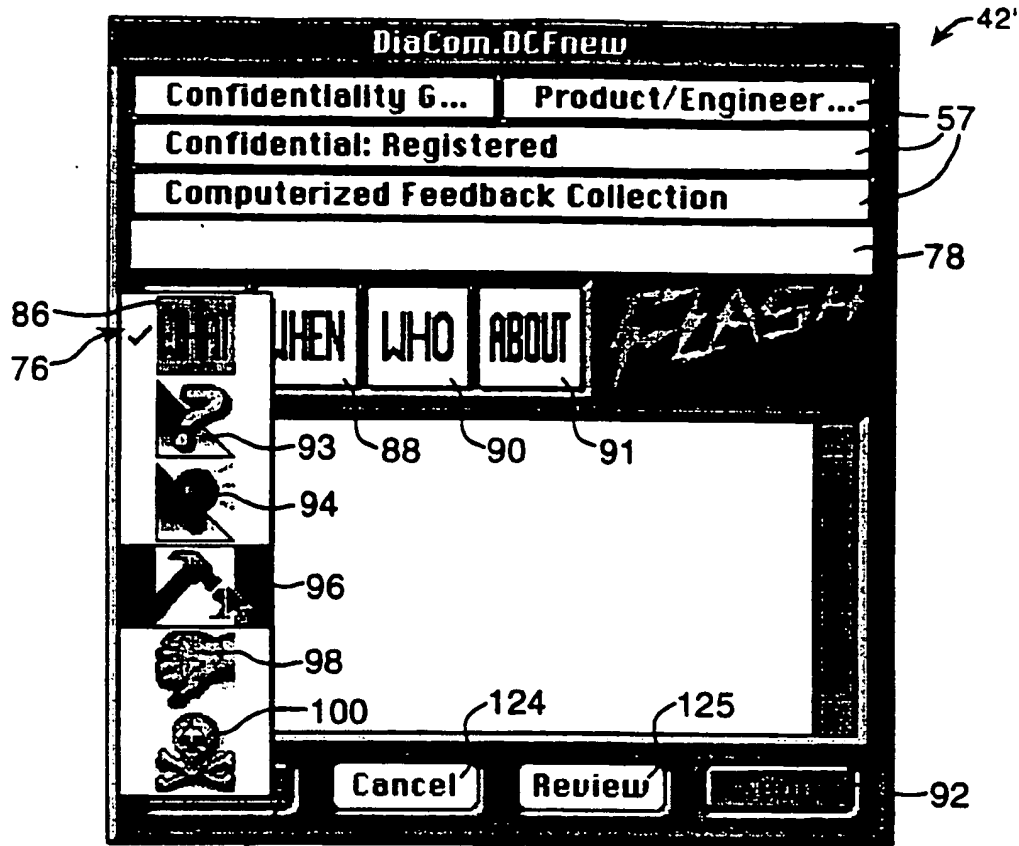 42'
DiaCom.DCFnew
Confidentiality G... Product/Engineer...
57
Confidential: Registered
Computerized Feedback Collection
78
86
76
WHAT WHEN WHO ABOUT
93 88 90 91
94
96
98
100 124 125
Cancel Review
92